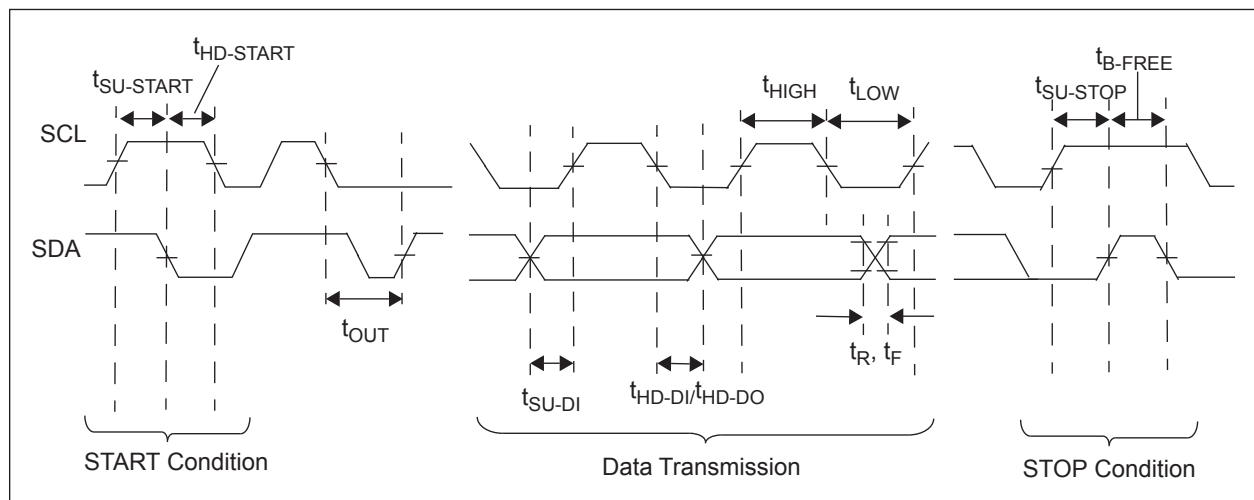 tHD-START
tSU-START
tB-FREE
tSU-STOP
tHIGH
tLOW
SCL
SDA
tOUT
tR, tF
tSU-DI
tHD-DI/tHD-DO
START Condition
Data Transmission
STOP Condition